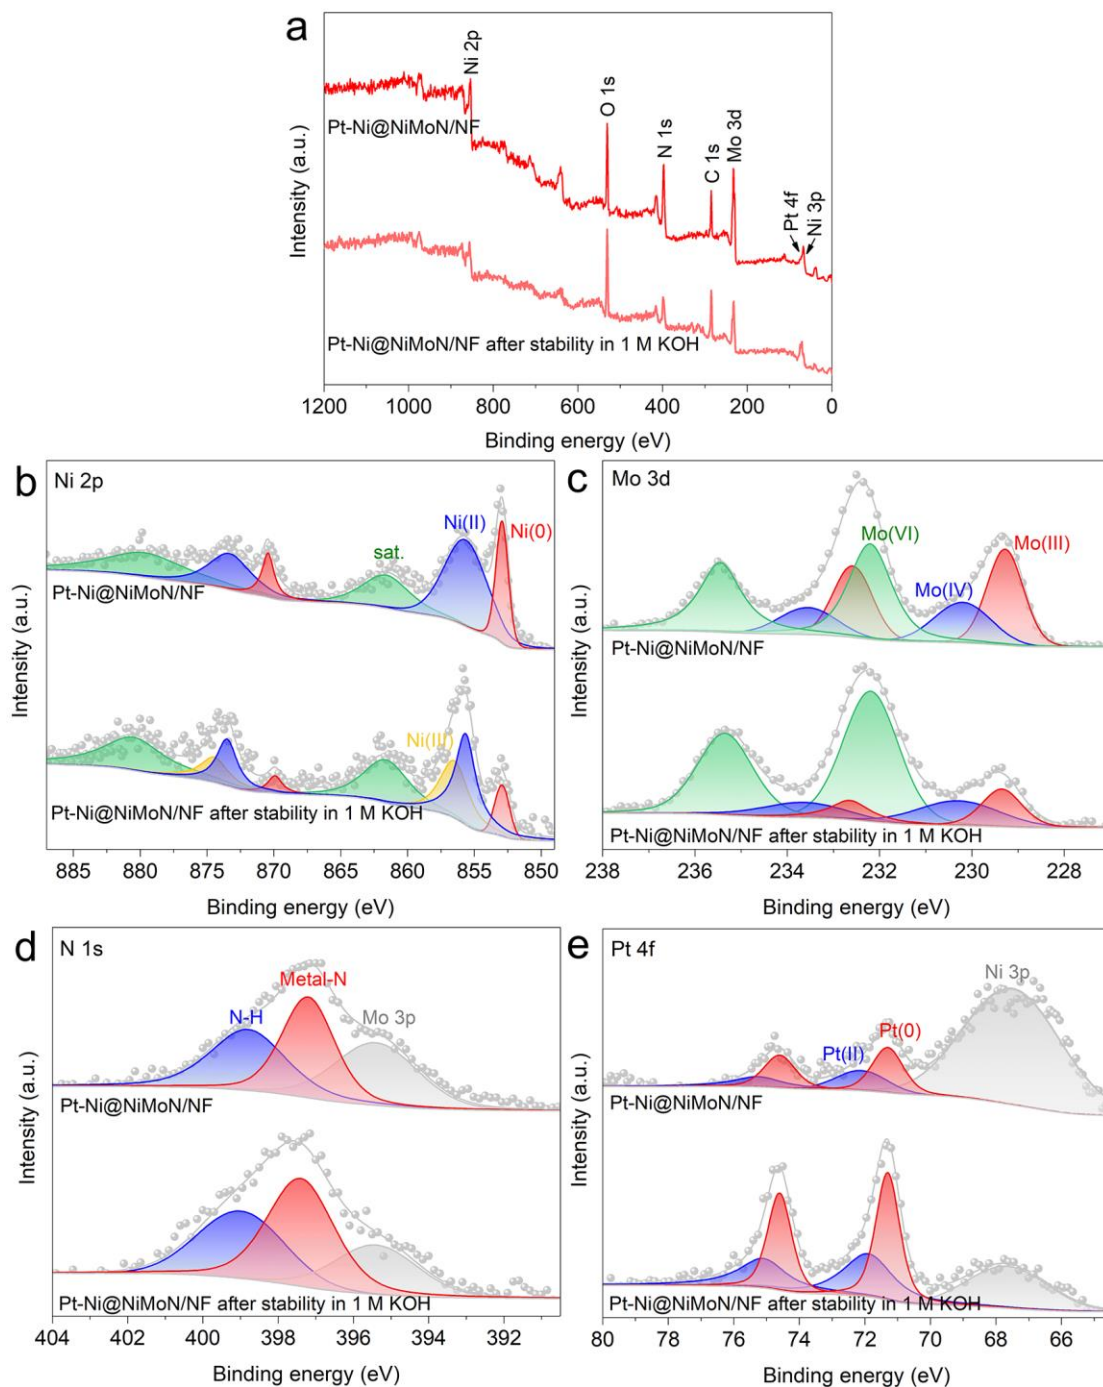 a
Ni 2p
O 1s
N 1s
C 1s
Mo 3d
Pt 4f
Ni 3p
Pt-Ni@NiMoN/NF
Pt-Ni@NiMoN/NF after stability in 1 M KOH
Intensity (a.u.)
1200 1000 800 600 400 200 0
Binding energy (eV)
b
Ni 2p
Ni(II)
Ni(0)
sat.
Pt-Ni@NiMoN/NF
Ni(III)
Pt-Ni@NiMoN/NF after stability in 1 M KOH
Intensity (a.u.)
885 880 875 870 865 860 855 850
Binding energy (eV)
c
Mo 3d
Mo(VI)
Mo(III)
Mo(IV)
Pt-Ni@NiMoN/NF
Pt-Ni@NiMoN/NF after stability in 1 M KOH
Intensity (a.u.)
238 236 234 232 230 228
Binding energy (eV)
d
N 1s
Metal-N
N-H
Mo 3p
Pt-Ni@NiMoN/NF
Pt-Ni@NiMoN/NF after stability in 1 M KOH
Intensity (a.u.)
404 402 400 398 396 394 392
Binding energy (eV)
e
Pt 4f
Ni 3p
Pt(0)
Pt(II)
Pt-Ni@NiMoN/NF
Pt-Ni@NiMoN/NF after stability in 1 M KOH
Intensity (a.u.)
80 78 76 74 72 70 68 66
Binding energy (eV)